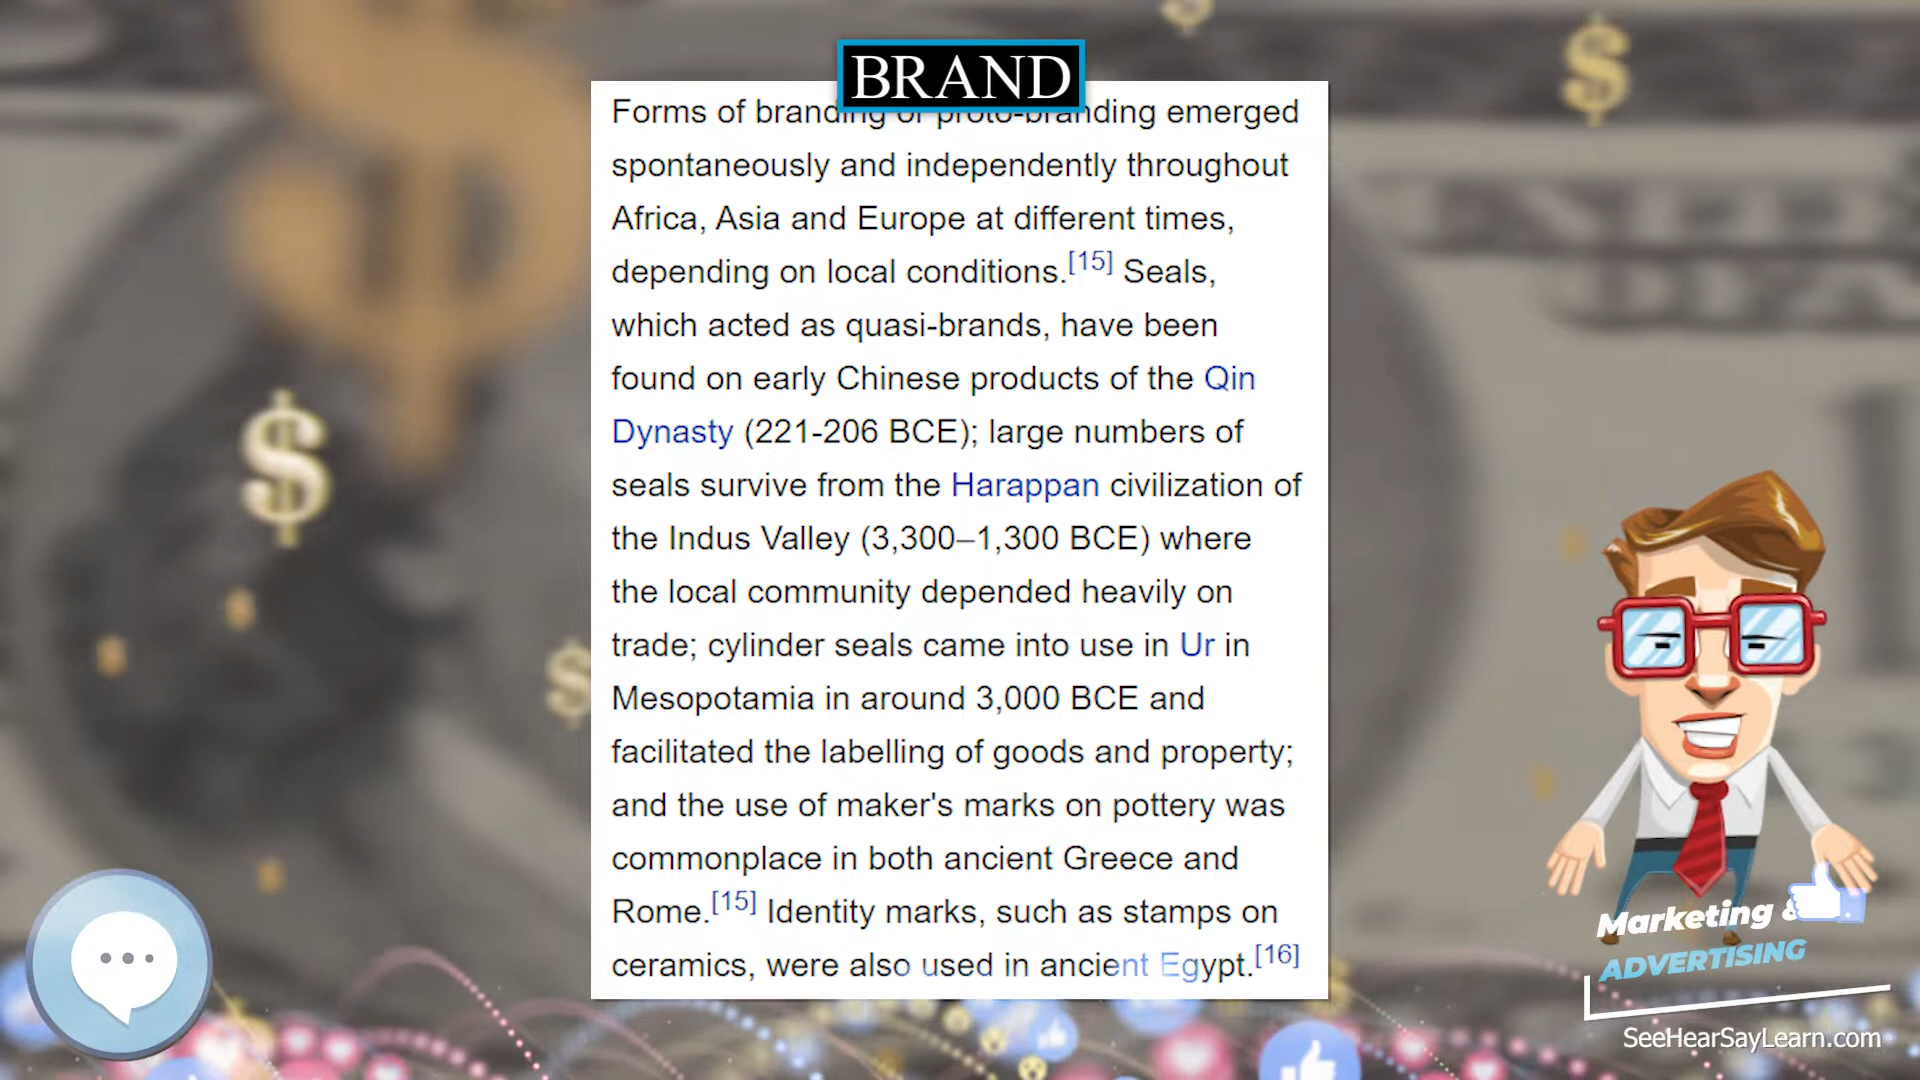 BRAND
Forms of branding or proto-branding emerged
spontaneously and independently throughout
Africa, Asia and Europe at different times,
depending on local conditions.[15] Seals,
which acted as quasi-brands, have been
found on early Chinese products of the Qin
Dynasty (221-206 BCE); large numbers of
seals survive from the Harappan civilization of
the Indus Valley (3,300–1,300 BCE) where
the local community depended heavily on
trade; cylinder seals came into use in Ur in
Mesopotamia in around 3,000 BCE and
facilitated the labelling of goods and property;
and the use of maker's marks on pottery was
commonplace in both ancient Greece and
Rome.[15] Identity marks, such as stamps on
ceramics, were also used in ancient Egypt.[16]
Marketing &
ADVERTISING
SeeHearSayLearn.com